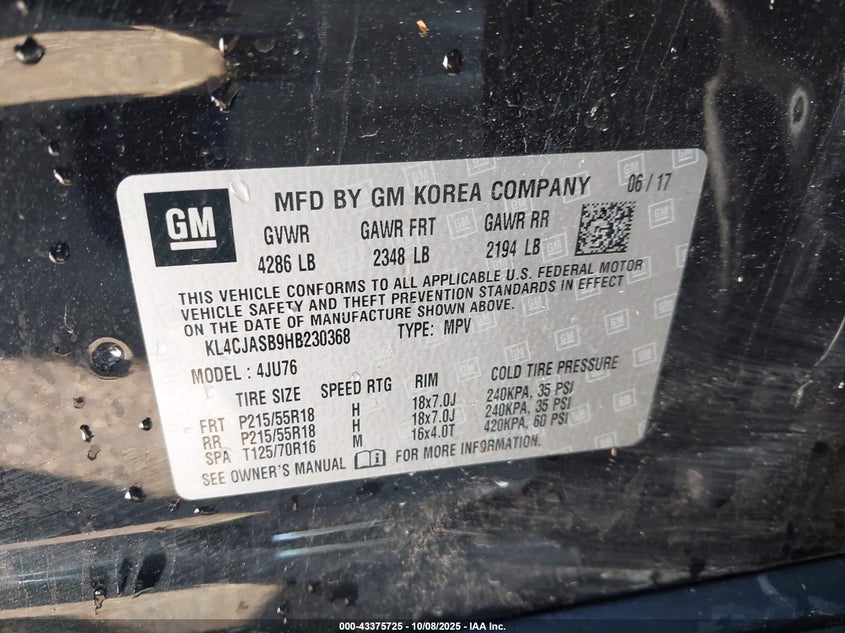 GM
MFD BY GM KOREA COMPANY 06 / 17
GVWR GAWR FRT GAWR RR
4286 LB 2348 LB 2194 LB
THIS VEHICLE CONFORMS TO ALL APPLICABLE U.S. FEDERAL MOTOR
VEHICLE SAFETY AND THEFT PREVENTION STANDARDS IN EFFECT
ON THE DATE OF MANUFACTURE SHOWN ABOVE.
KL4CJASB9HB230368 TYPE: MPV
MODEL : 4JU76
TIRE SIZE SPEED RTG RIM COLD TIRE PRESSURE
FRT P215/55R18 H 18x7.0J 240KPA, 35 PSI
RR P215/55R18 H 18x7.0J 240KPA, 35 PSI
SPA T125/70R16 M 16x4.0T 420KPA, 60 PSI
SEE OWNER'S MANUAL FOR MORE INFORMATION.
000-43375725 - 10/08/2025 - IAA Inc.